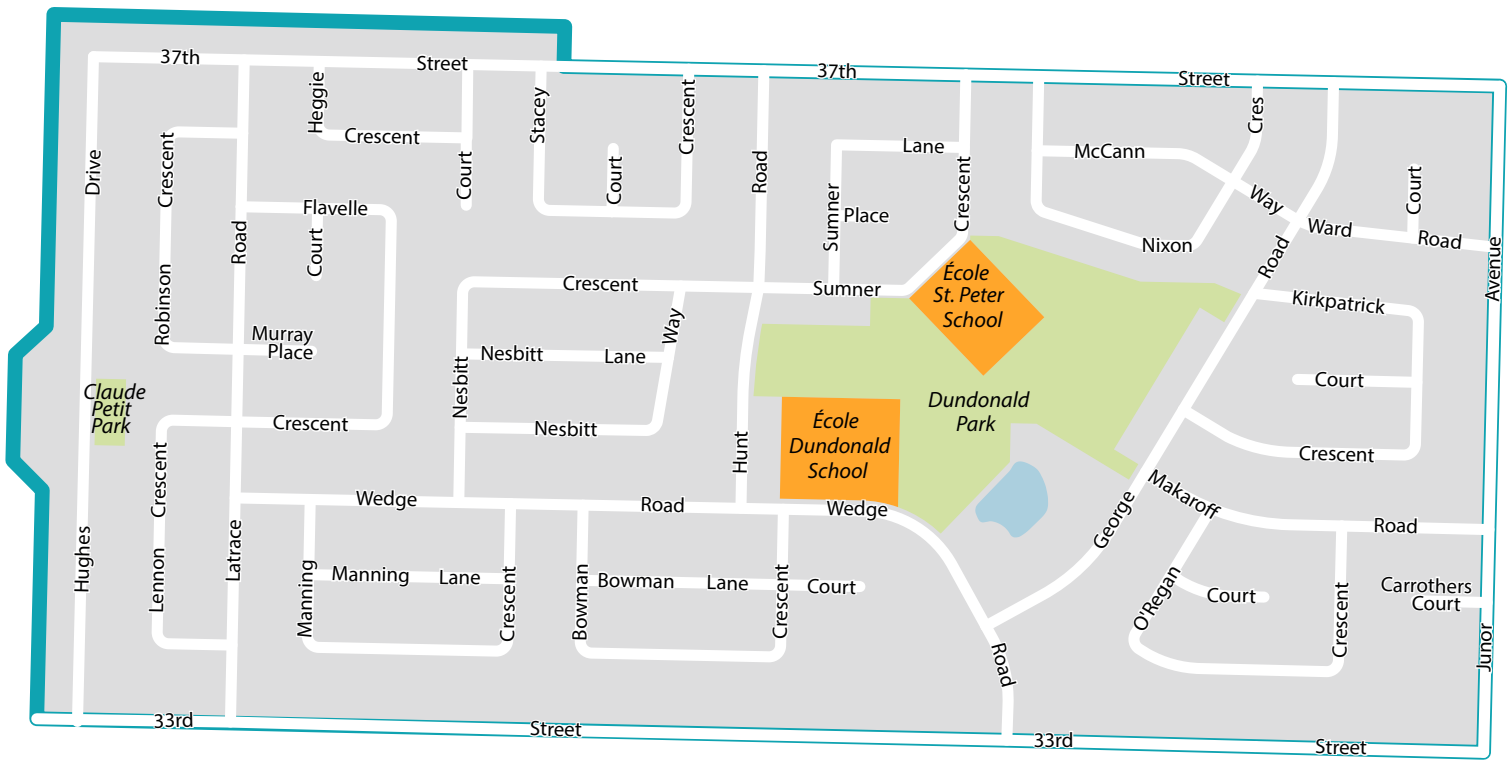 37th
Street
37th
Street
Heggie
Crescent
Court
Stacey
Court
Crescent
Road
Lane
Crescent
Sumner
Place
Sumner
McCann
Way
Cres
Nixon
Road
Ward
Road
Court
Avenue
Drive
Crescent
Robinson
Road
Flavelle
Court
Murray
Place
Crescent
Claude
Petit
Park
Crescent
Way
Nesbitt
Lane
Nesbitt
Nesbitt
Hunt
École
St. Peter
School
Dundonald
Park
École
Dundonald
School
Kirkpatrick
Court
Crescent
Hughes
Crescent
Lennon
Latrace
Wedge
Road
Wedge
Manning
Manning
Lane
Crescent
Bowman
Bowman
Lane
Crescent
Court
George
Makaroff
Road
O'Regan
Court
Crescent
Carrothers
Court
Road
Junor
33rd
Street
33rd
Street